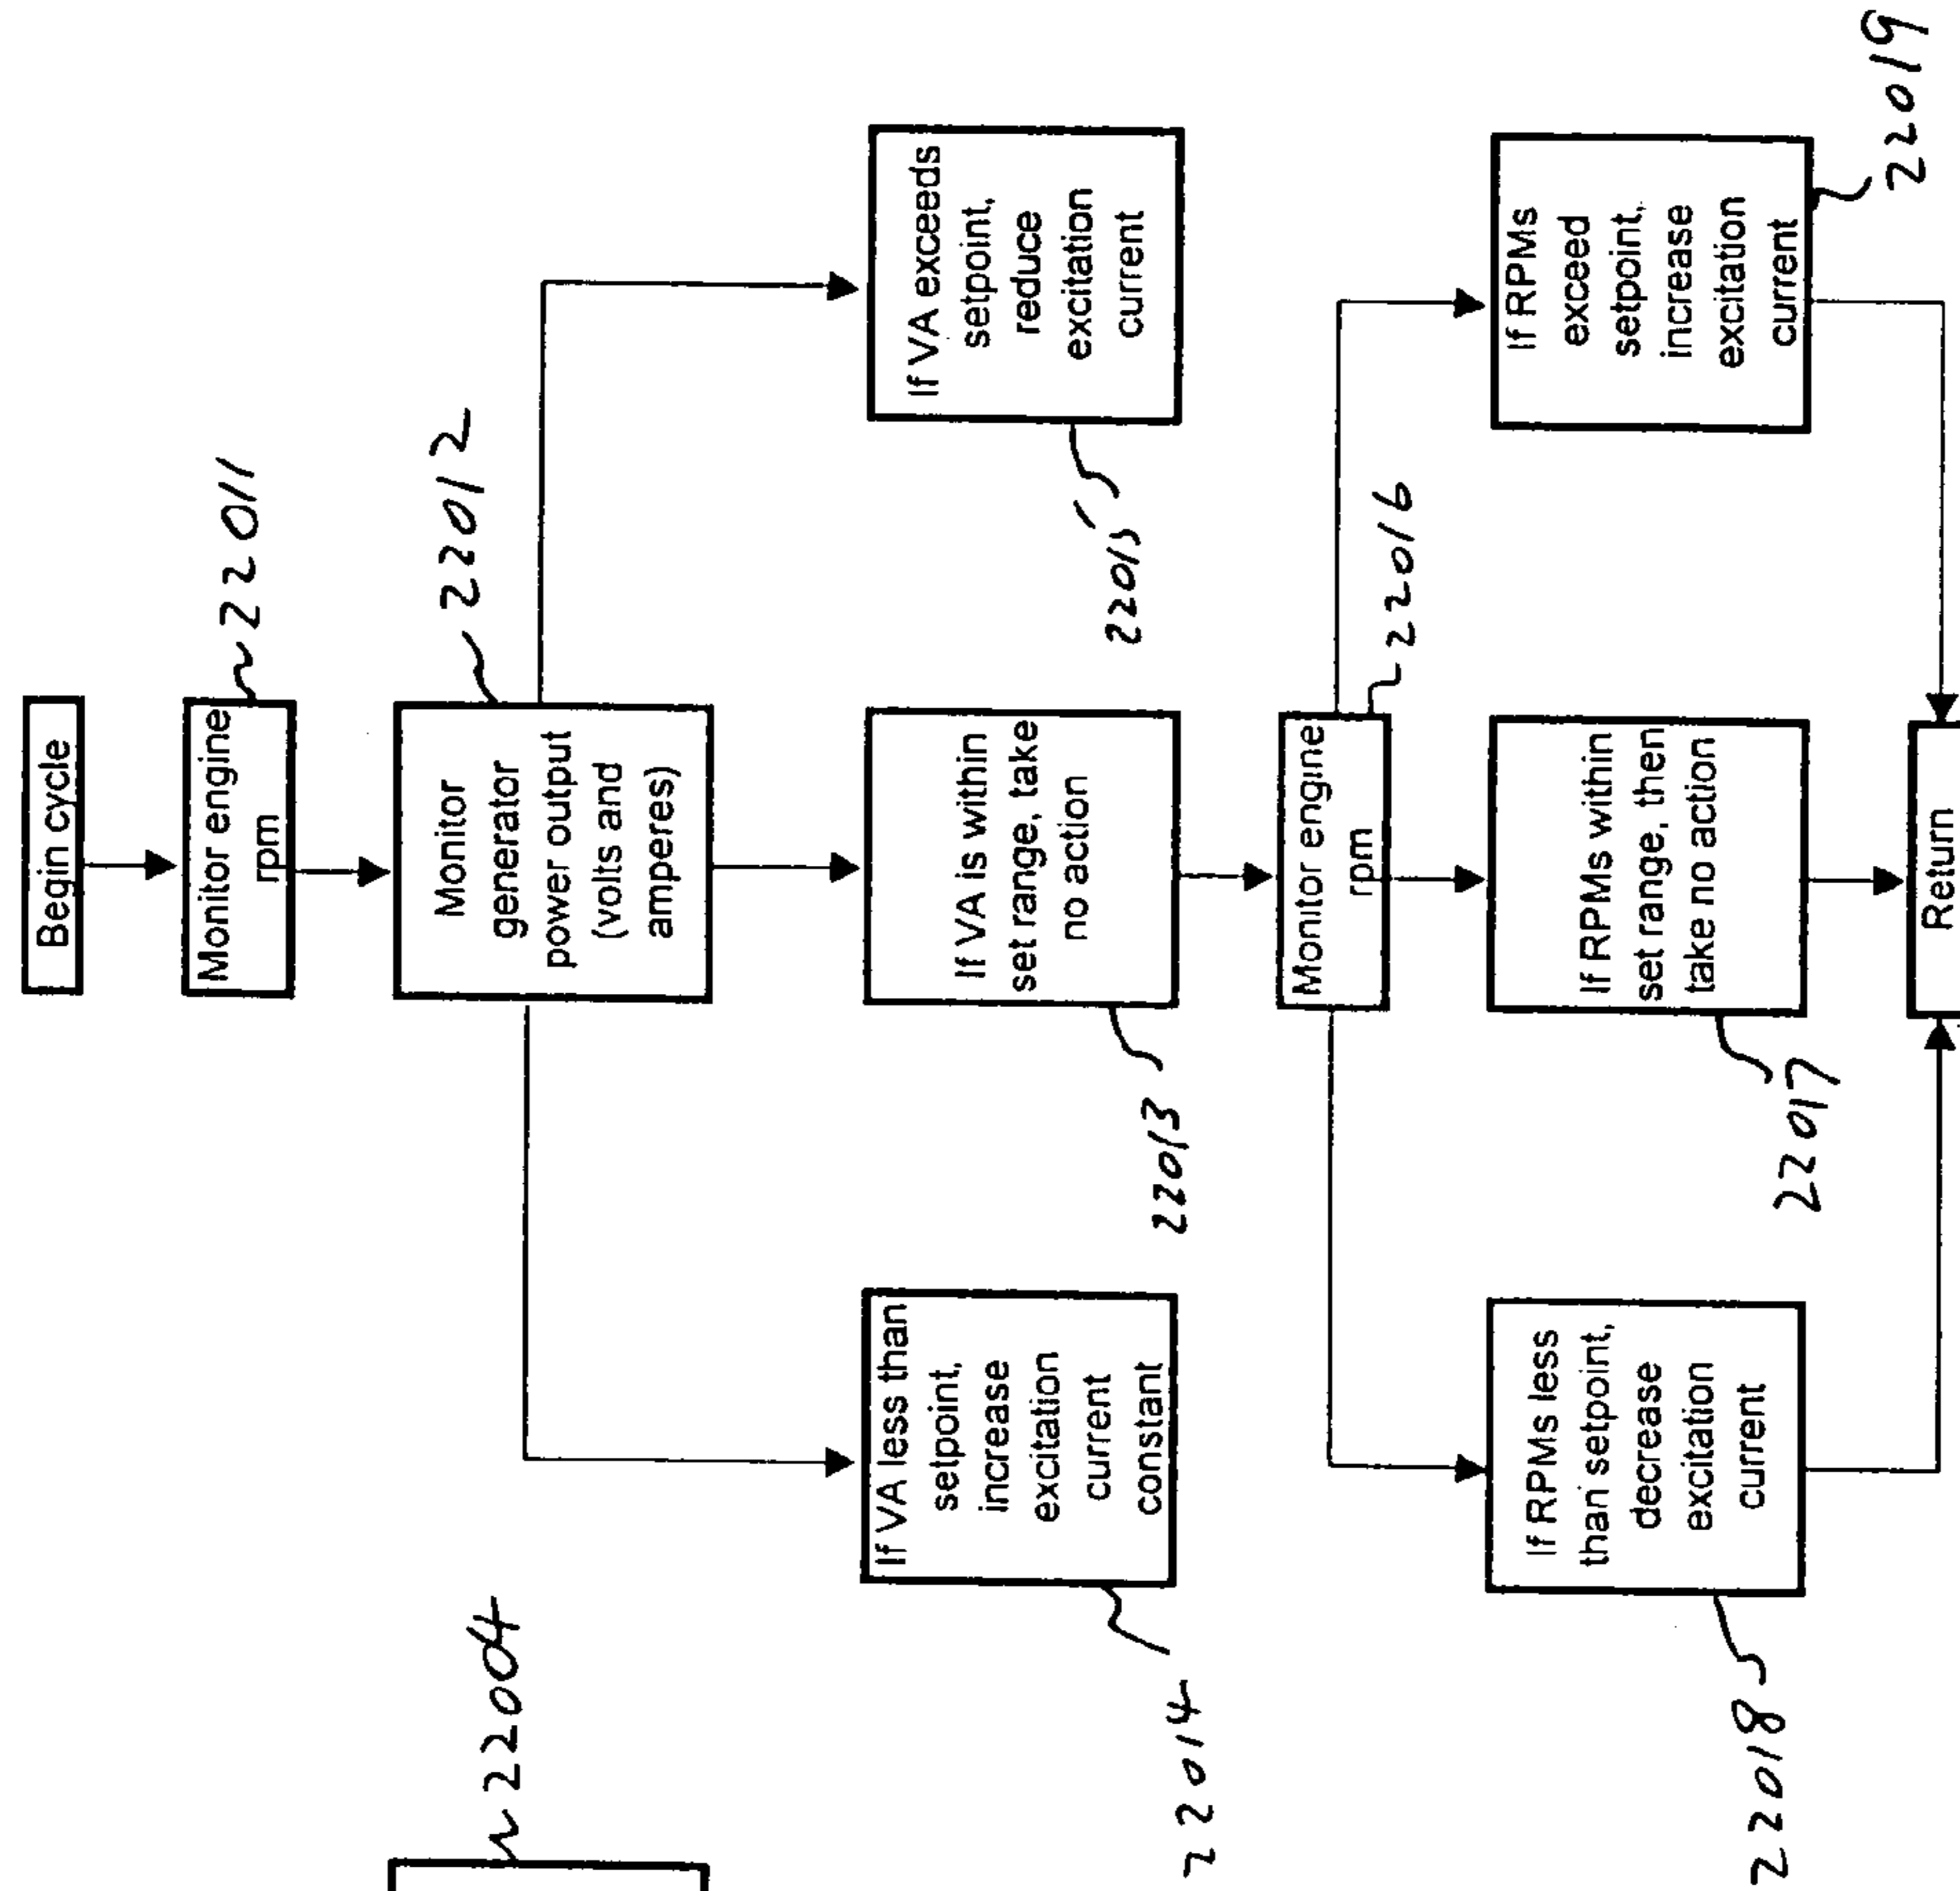 Begin cycle
Monitor engine
rpm
22011
Monitor
generator
power output
(volts and
amperes)
22012
2204
If VA less than
setpoint,
increase
excitation
current
constant
22014
If VA is within
set range, take
no action
22013
If VA exceeds
setpoint,
reduce
excitation
current
22015
Monitor engine
rpm
22016
If RPMs less
than setpoint,
decrease
excitation
current
22018
If RPMs within
set range, then
take no action
22017
If RPMs
exceed
setpoint,
increase
excitation
current
22019
Return